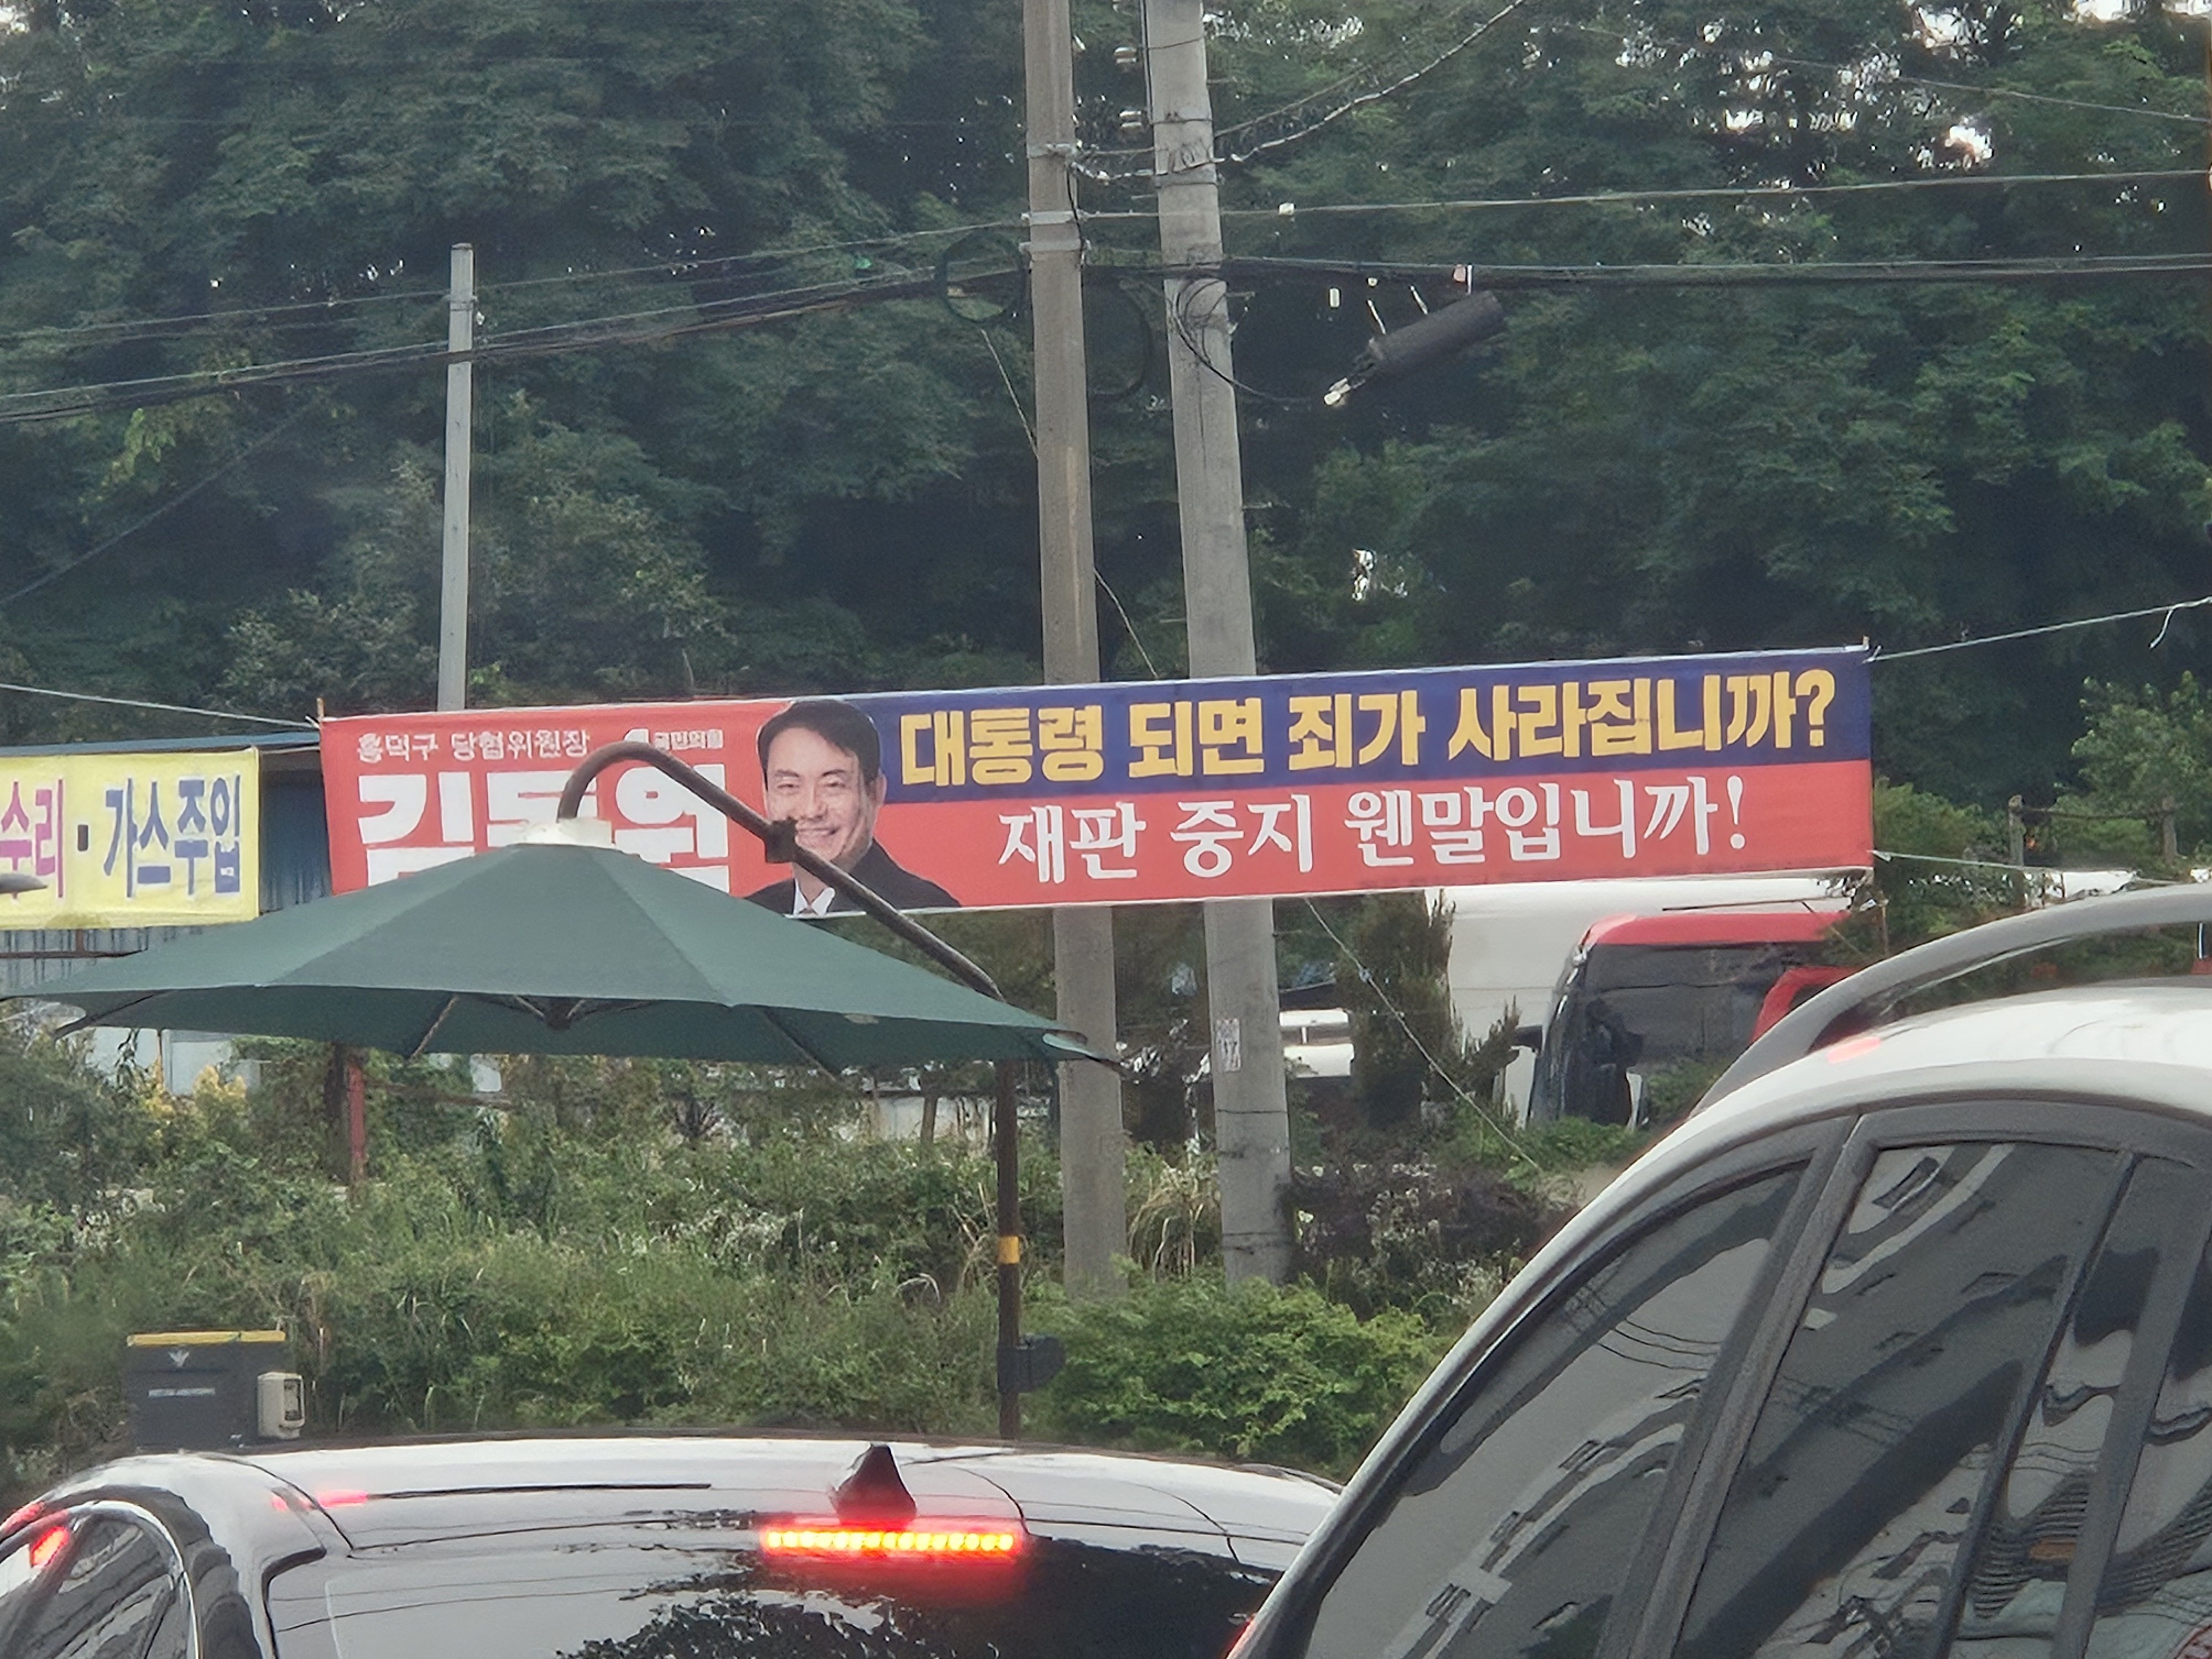 수리·가스주입
흥덕구 당협위원장 국민의힘
대통령 되면 죄가 사라집니까?
재판 중지 웬말입니까!